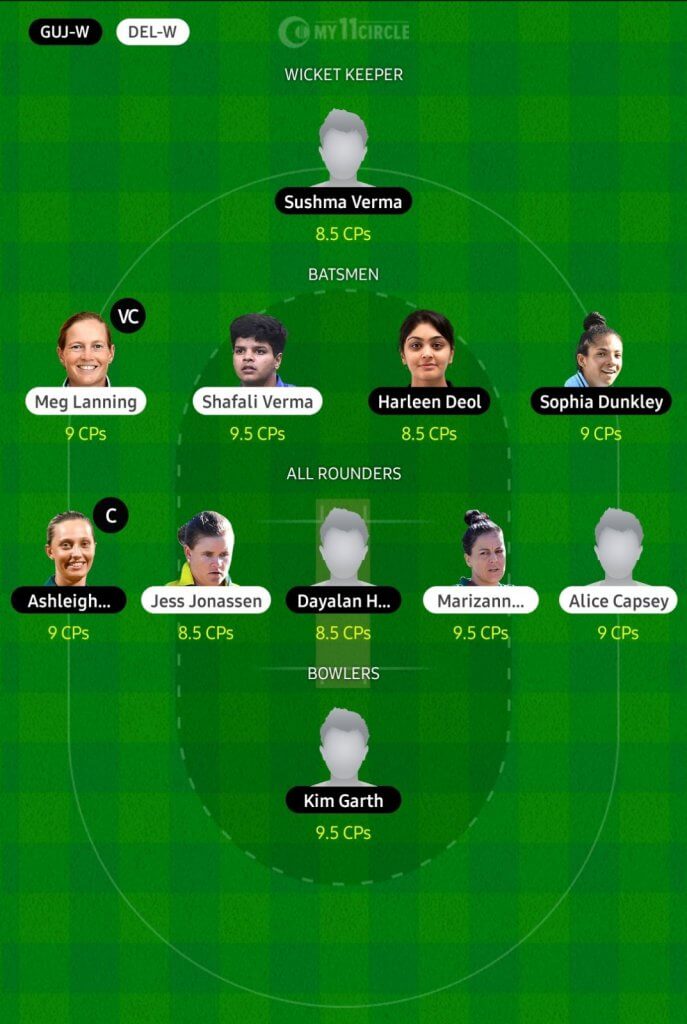 GUJ-W DEL-W MY11CIRCLE
WICKET KEEPER
Sushma Verma
8.5 CPs
BATSMEN
VC
Meg Lanning Shafali Verma Harleen Deol Sophia Dunkley
9 CPs 9.5 CPs 8.5 CPs 9 CPs
ALL ROUNDERS
C
Ashleigh... Jess Jonassen Dayalan H... Marizann... Alice Capsey
9 CPs 8.5 CPs 8.5 CPs 9.5 CPs 9 CPs
BOWLERS
Kim Garth
9.5 CPs